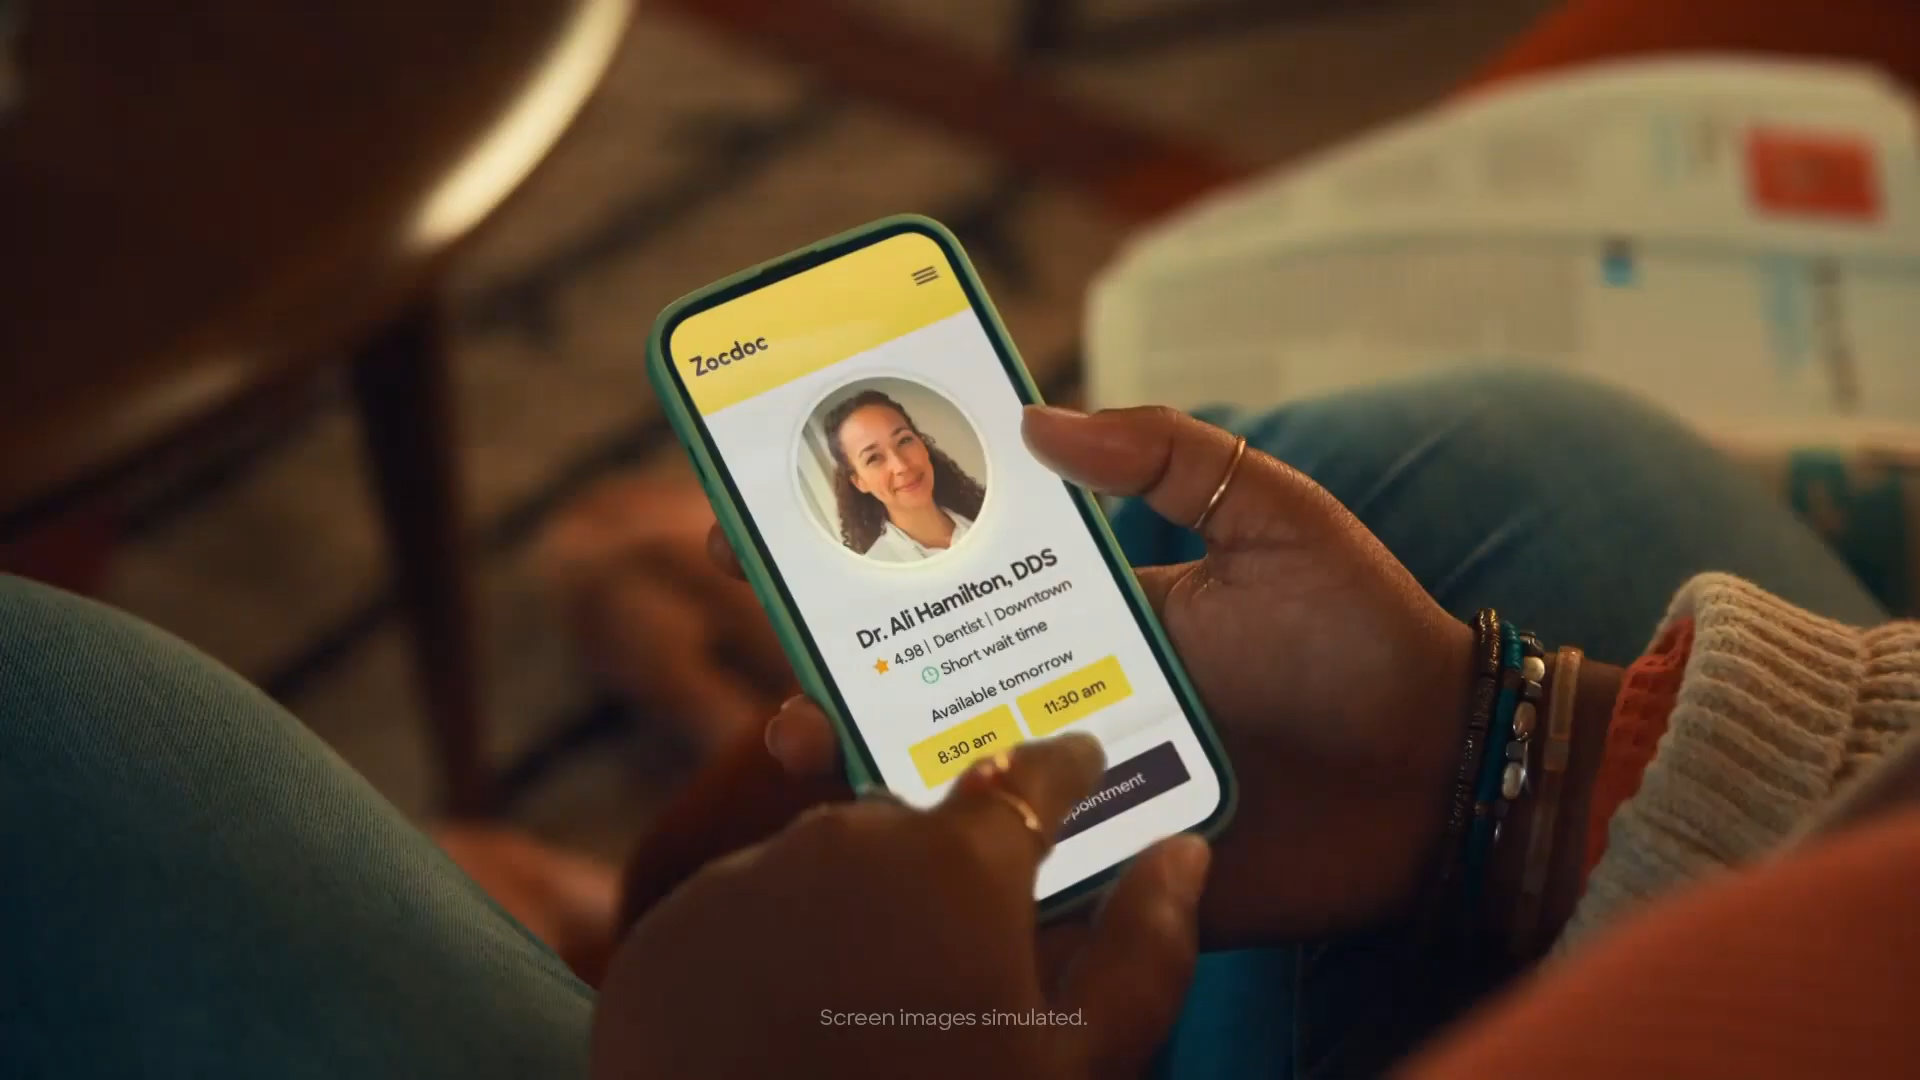 Zocdoc
Dr. Ali Hamilton, DDS
4.98 | Dentist | Downtown
Short wait time
Available tomorrow
8:30 am
11:30 am
Screen images simulated.